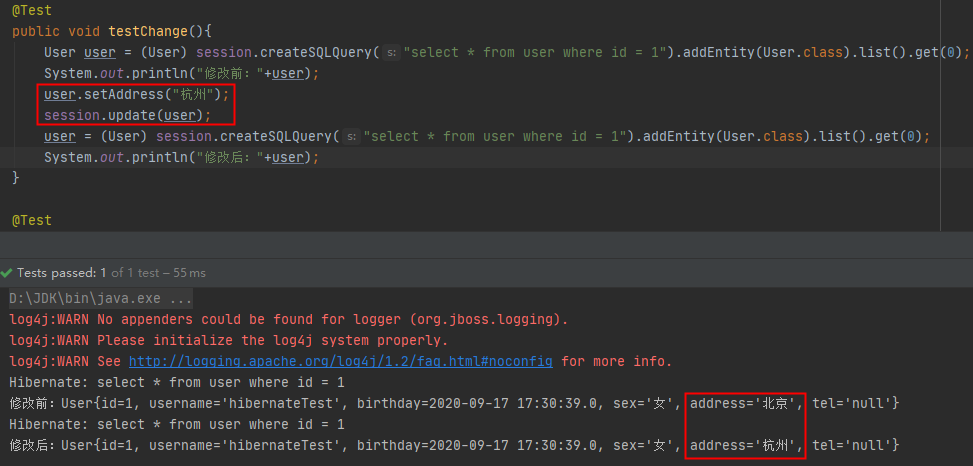 @Test
public void testChange(){
User user = (User) session.createSQLQuery( s: "select * from user where id = 1").addEntity(User.class).list().get(0);
System.out.println("修改前："+user);
user.setAddress("杭州");
session.update(user);
user = (User) session.createSQLQuery( s: "select * from user where id = 1").addEntity(User.class).list().get(0);
System.out.println("修改后："+user);
}
@Test
Tests passed: 1 of 1 test – 55 ms
D:\JDK\bin\java.exe ...
log4j:WARN No appenders could be found for logger (org.jboss.logging).
log4j:WARN Please initialize the log4j system properly.
log4j:WARN See http://logging.apache.org/log4j/1.2/faq.html#noconfig for more info.
Hibernate: select * from user where id = 1
修改前：User{id=1, username='hibernateTest', birthday=2020-09-17 17:30:39.0, sex='女', address='北京', tel='null'}
Hibernate: select * from user where id = 1
修改后：User{id=1, username='hibernateTest', birthday=2020-09-17 17:30:39.0, sex='女', address='杭州', tel='null'}